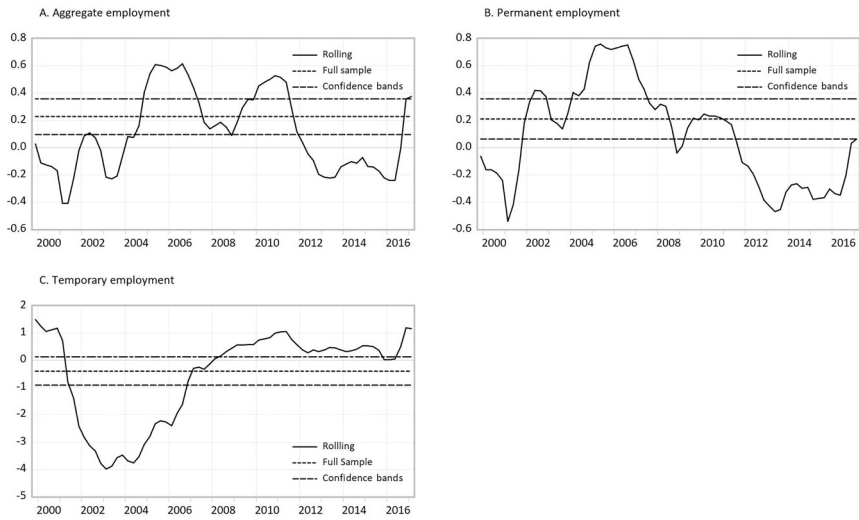 A. Aggregate employment
0.8
0.6
0.4
0.2
0.0
-0.2
-0.4
-0.6
Rolling
Full sample
Confidence bands
2000 2002 2004 2006 2008 2010 2012 2014 2016
B. Permanent employment
0.8
0.6
0.4
0.2
0.0
-0.2
-0.4
-0.6
Rolling
Full sample
Confidence bands
2000 2002 2004 2006 2008 2010 2012 2014 2016
C. Temporary employment
2
1
0
-1
-2
-3
-4
-5
Rollling
Full Sample
Confidence bands
2000 2002 2004 2006 2008 2010 2012 2014 2016